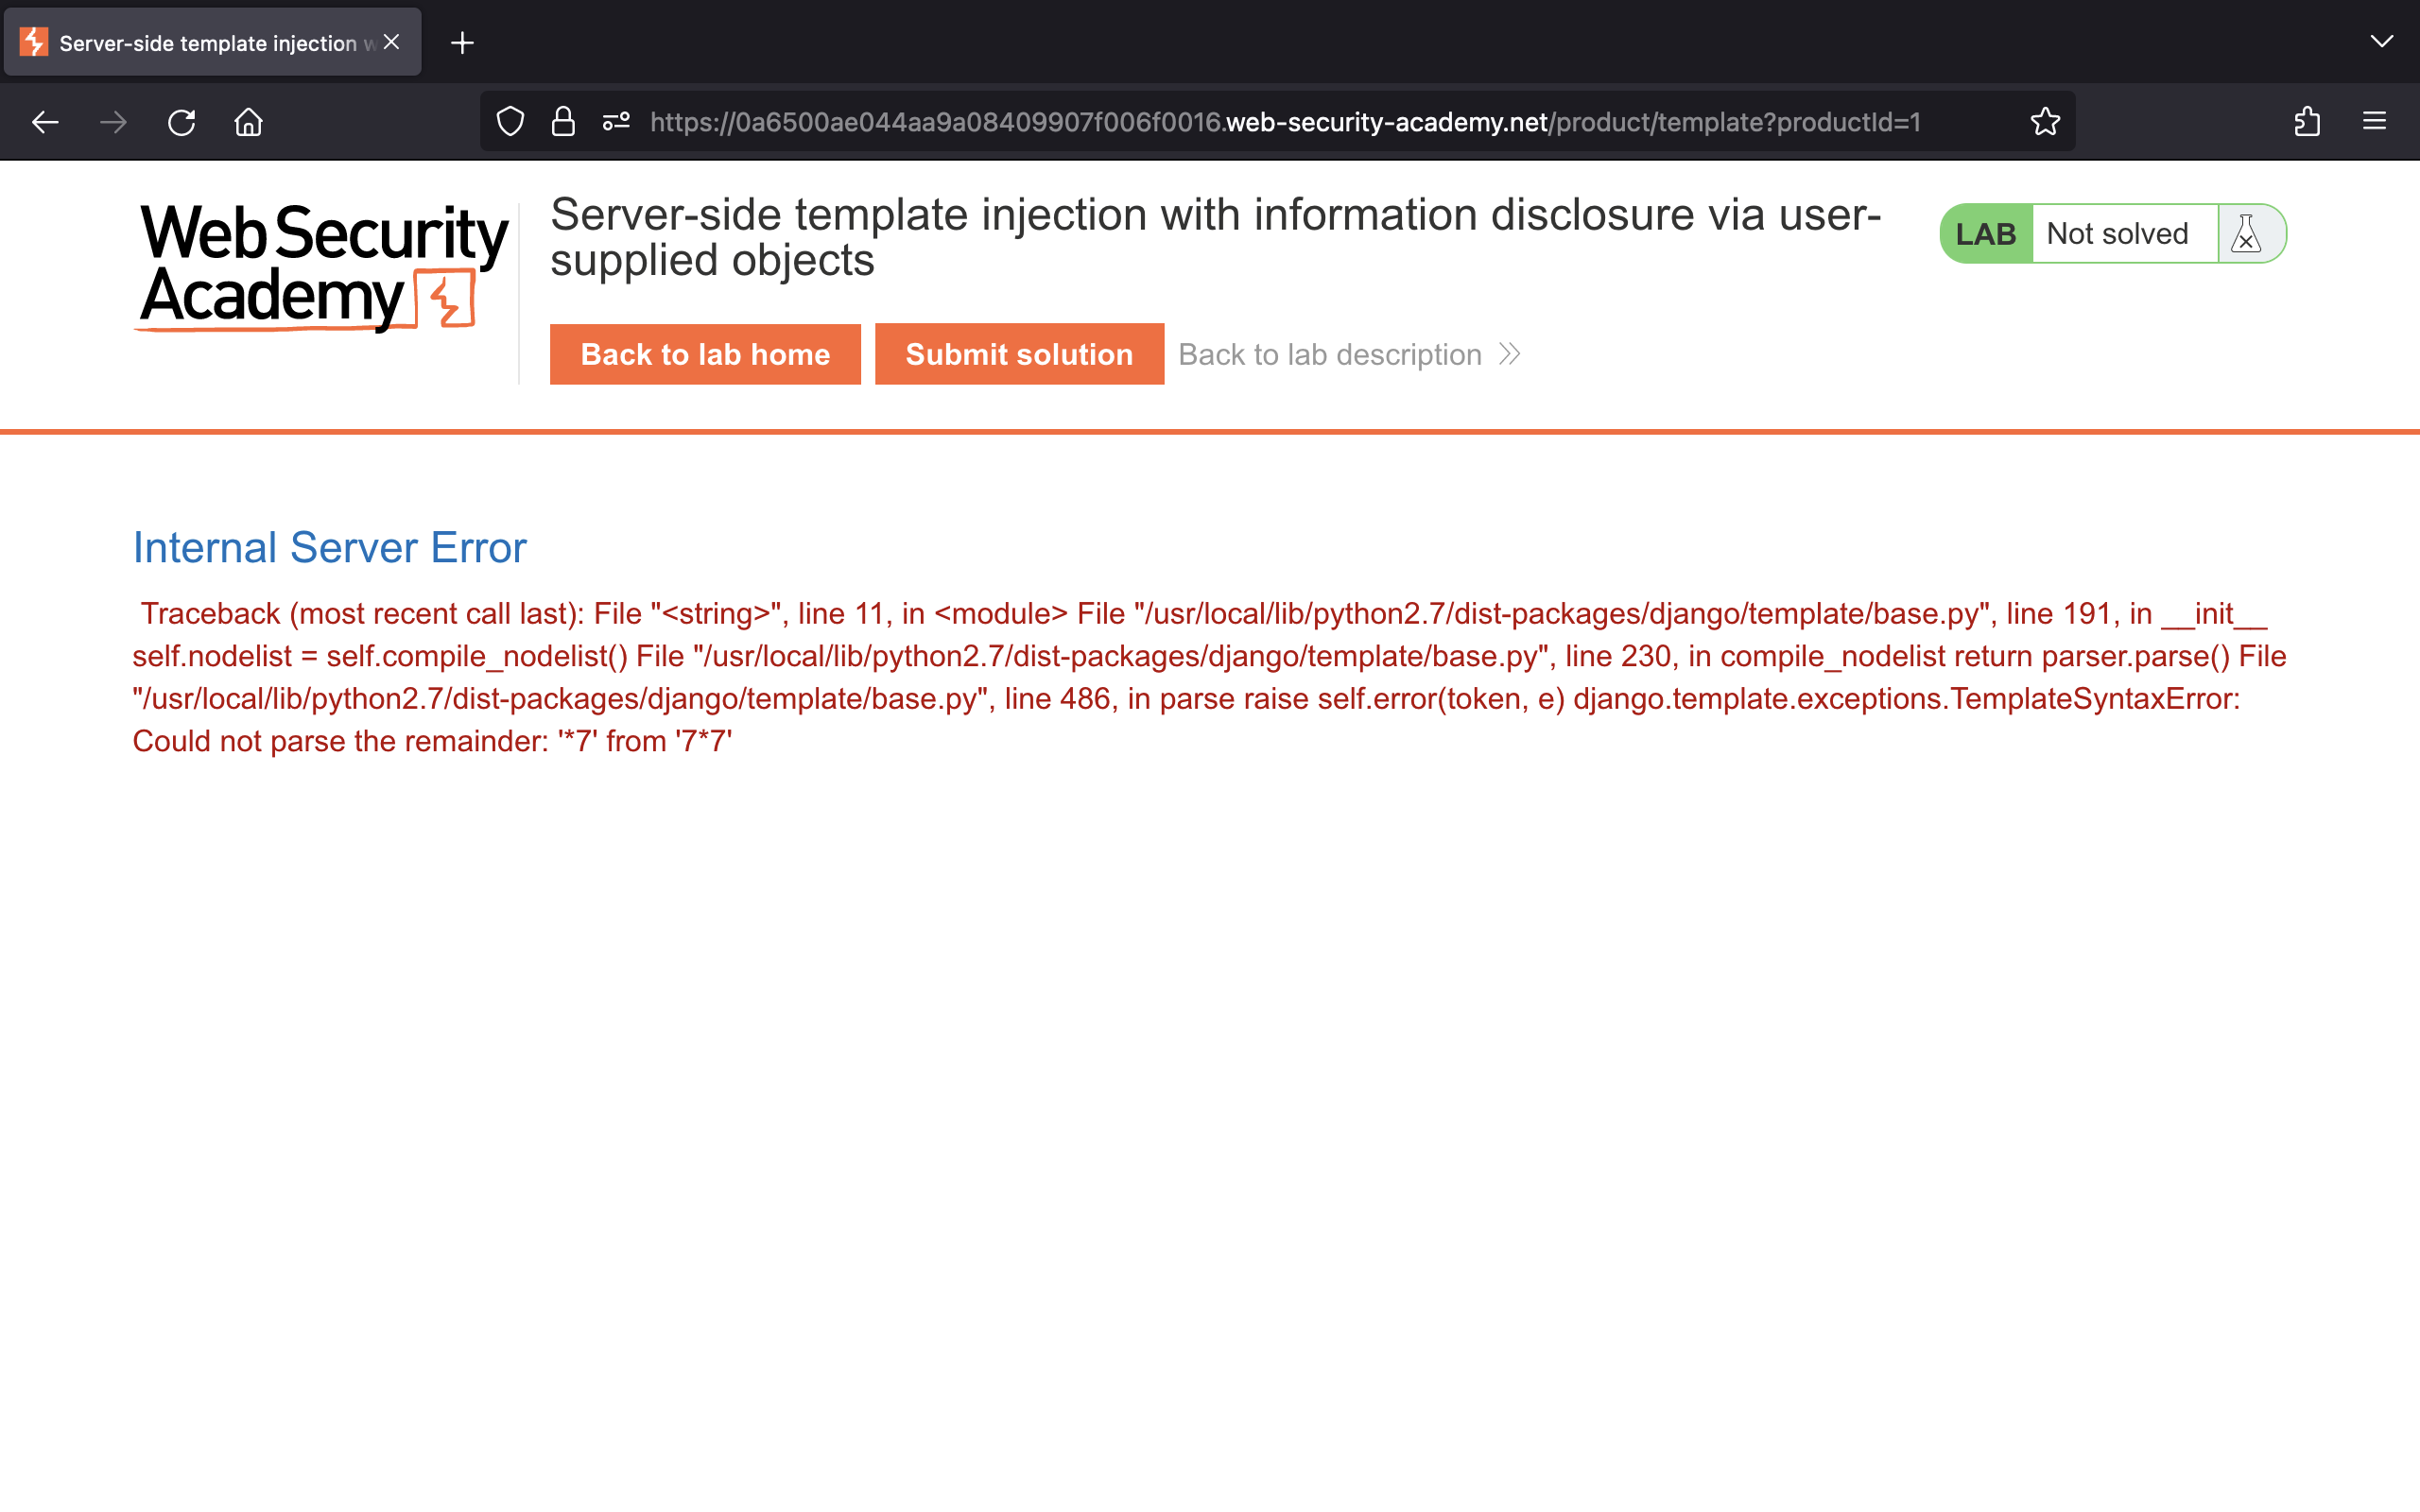 Server-side template injection w
https://0a6500ae044aa9a08409907f006f0016.web-security-academy.net/product/template?productId=1
Web Security
Academy
Server-side template injection with information disclosure via user-
supplied objects
LAB Not solved
Back to lab home Submit solution Back to lab description
Internal Server Error
Traceback (most recent call last): File "<string>", line 11, in <module> File "/usr/local/lib/python2.7/dist-packages/django/template/base.py", line 191, in __init__
self.nodelist = self.compile_nodelist() File "/usr/local/lib/python2.7/dist-packages/django/template/base.py", line 230, in compile_nodelist return parser.parse() File
"/usr/local/lib/python2.7/dist-packages/django/template/base.py", line 486, in parse raise self.error(token, e) django.template.exceptions.TemplateSyntaxError:
Could not parse the remainder: '*7' from '7*7'